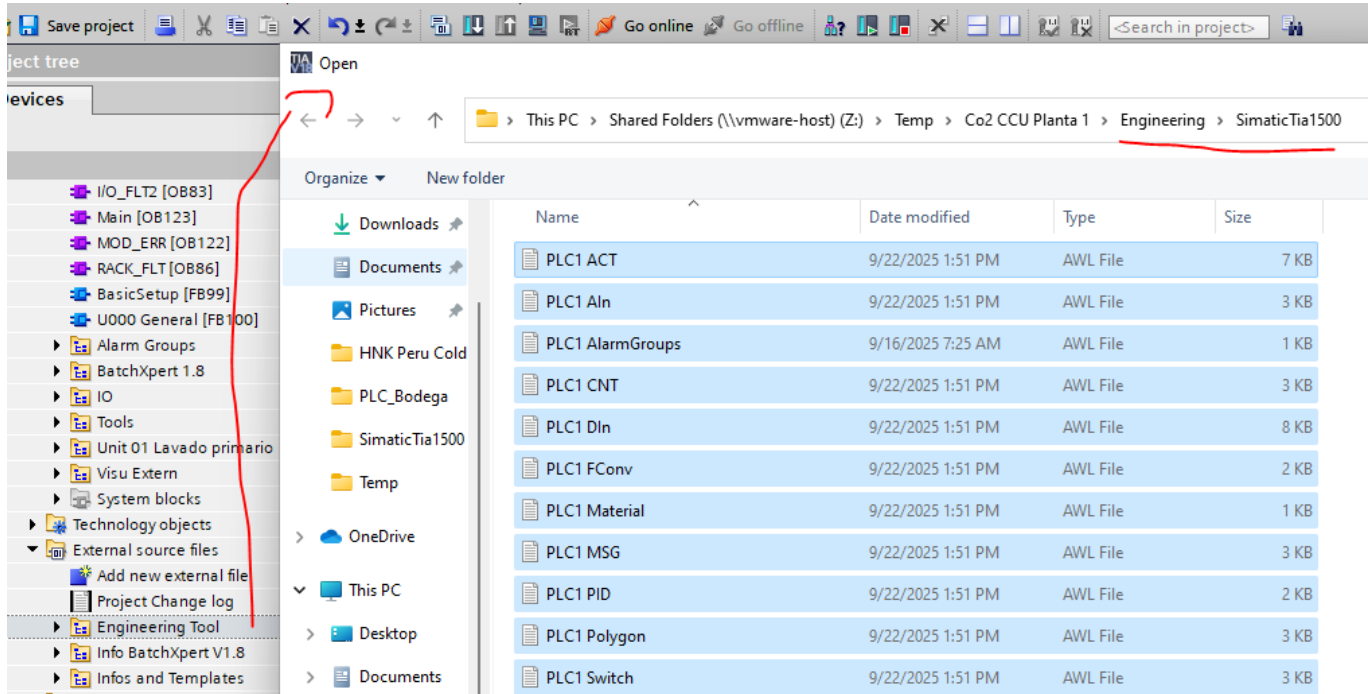 Save project
Go online
Go offline
<Search in project>
ject tree
Open
evices
This PC > Shared Folders (\\vmware-host) (Z:) > Temp > Co2 CCU Planta 1 > Engineering > SimaticTia1500
Organize
New folder
I/O_FLT2 [OB83]
Main [OB123]
MOD_ERR [OB122]
RACK_FLT [OB86]
BasicSetup [FB99]
U000 General [FB100]
Alarm Groups
BatchXpert 1.8
IO
Tools
Unit 01 Lavado primario
Visu Extern
System blocks
Technology objects
External source files
Add new external file
Project Change log
Engineering Tool
Info BatchXpert V1.8
Infos and Templates
Downloads
Documents
Pictures
HNK Peru Cold
PLC_Bodega
SimaticTia1500
Temp
OneDrive
This PC
Desktop
Documents
Name Date modified Type Size
PLC1 ACT 9/22/2025 1:51 PM AWL File 7 KB
PLC1 AIn 9/22/2025 1:51 PM AWL File 3 KB
PLC1 AlarmGroups 9/16/2025 7:25 AM AWL File 1 KB
PLC1 CNT 9/22/2025 1:51 PM AWL File 3 KB
PLC1 DIn 9/22/2025 1:51 PM AWL File 8 KB
PLC1 FConv 9/22/2025 1:51 PM AWL File 2 KB
PLC1 Material 9/22/2025 1:51 PM AWL File 1 KB
PLC1 MSG 9/22/2025 1:51 PM AWL File 3 KB
PLC1 PID 9/22/2025 1:51 PM AWL File 2 KB
PLC1 Polygon 9/22/2025 1:51 PM AWL File 3 KB
PLC1 Switch 9/22/2025 1:51 PM AWL File 3 KB